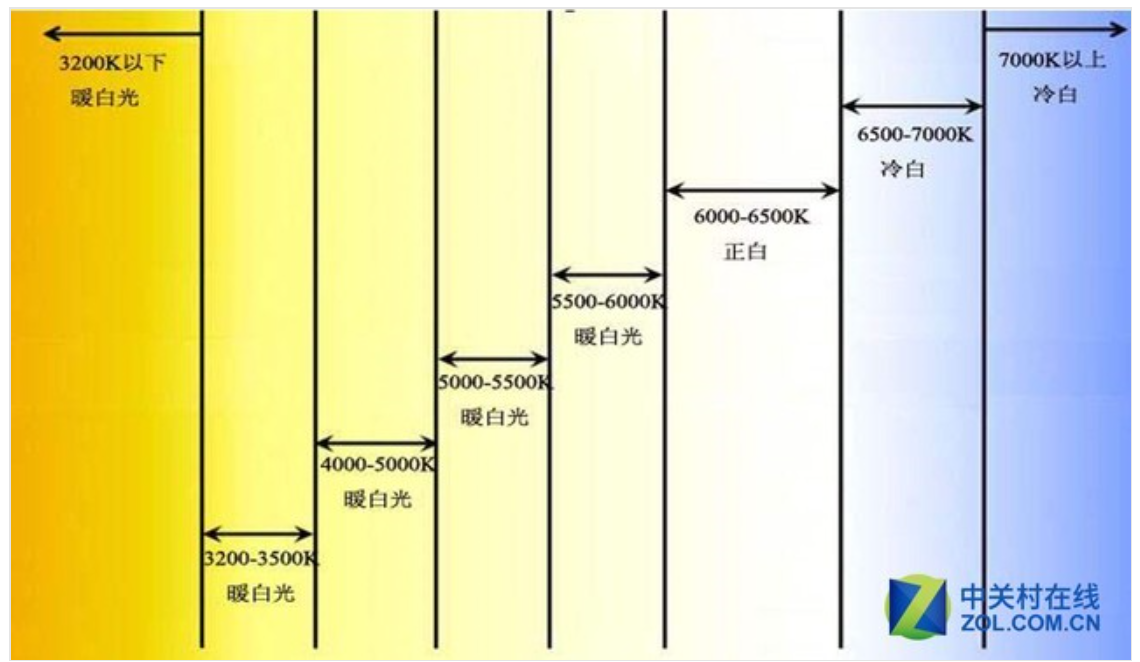 3200K以下
暖白光
3200-3500K
暖白光
4000-5000K
暖白光
5000-5500K
暖白光
5500-6000K
暖白光
6000-6500K
正白
6500-7000K
冷白
7000K以上
冷白
中关村在线
ZOL.COM.CN